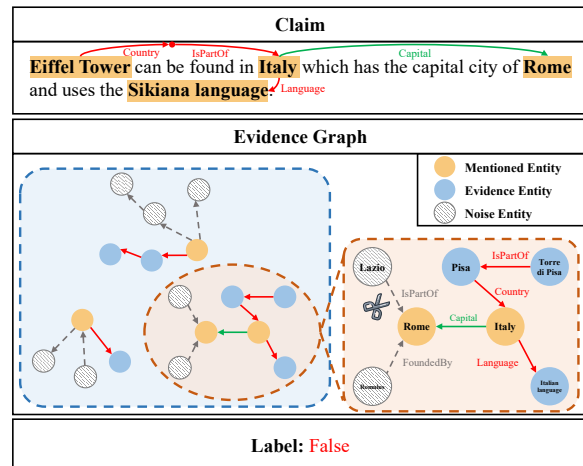 Claim
Country
IsPartOf
Capital
Eiffel Tower can be found in Italy which has the capital city of Rome
and uses the Sikiana language.
Language
Evidence Graph
Mentioned Entity
Evidence Entity
Noise Entity
Lazio
Pisa
IsPartOf
Torre
di Pisa
IsPartOf
Country
Rome
Capital
Italy
FoundedBy
Language
Romulus
Italian
language
Label: False